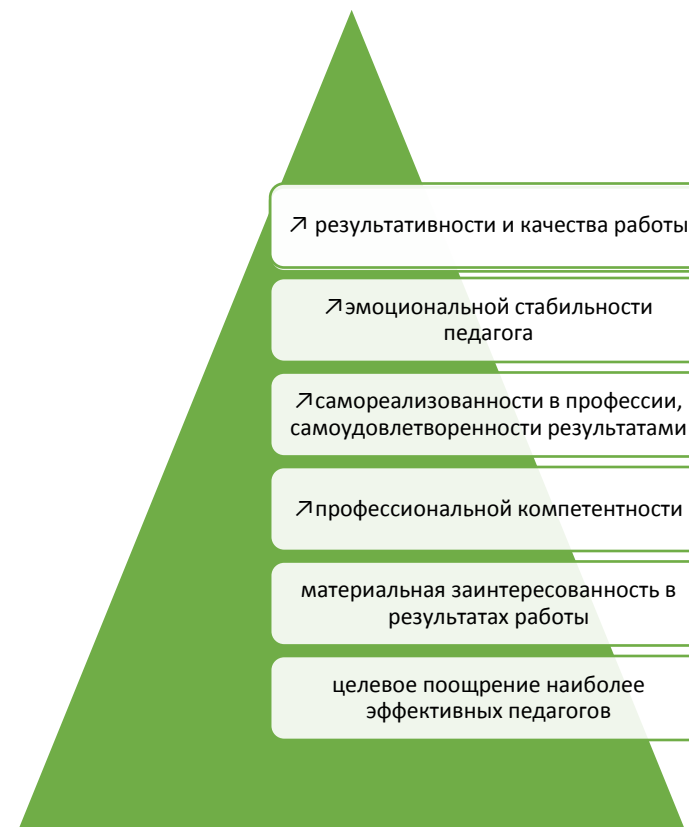 ↗ результативности и качества работы
↗эмоциональной стабильности
педагога
↗самореализованности в профессии,
самоудовлетворенности результатами
↗профессиональной компетентности
материальная заинтересованность в
результатах работы
целевое поощрение наиболее
эффективных педагогов